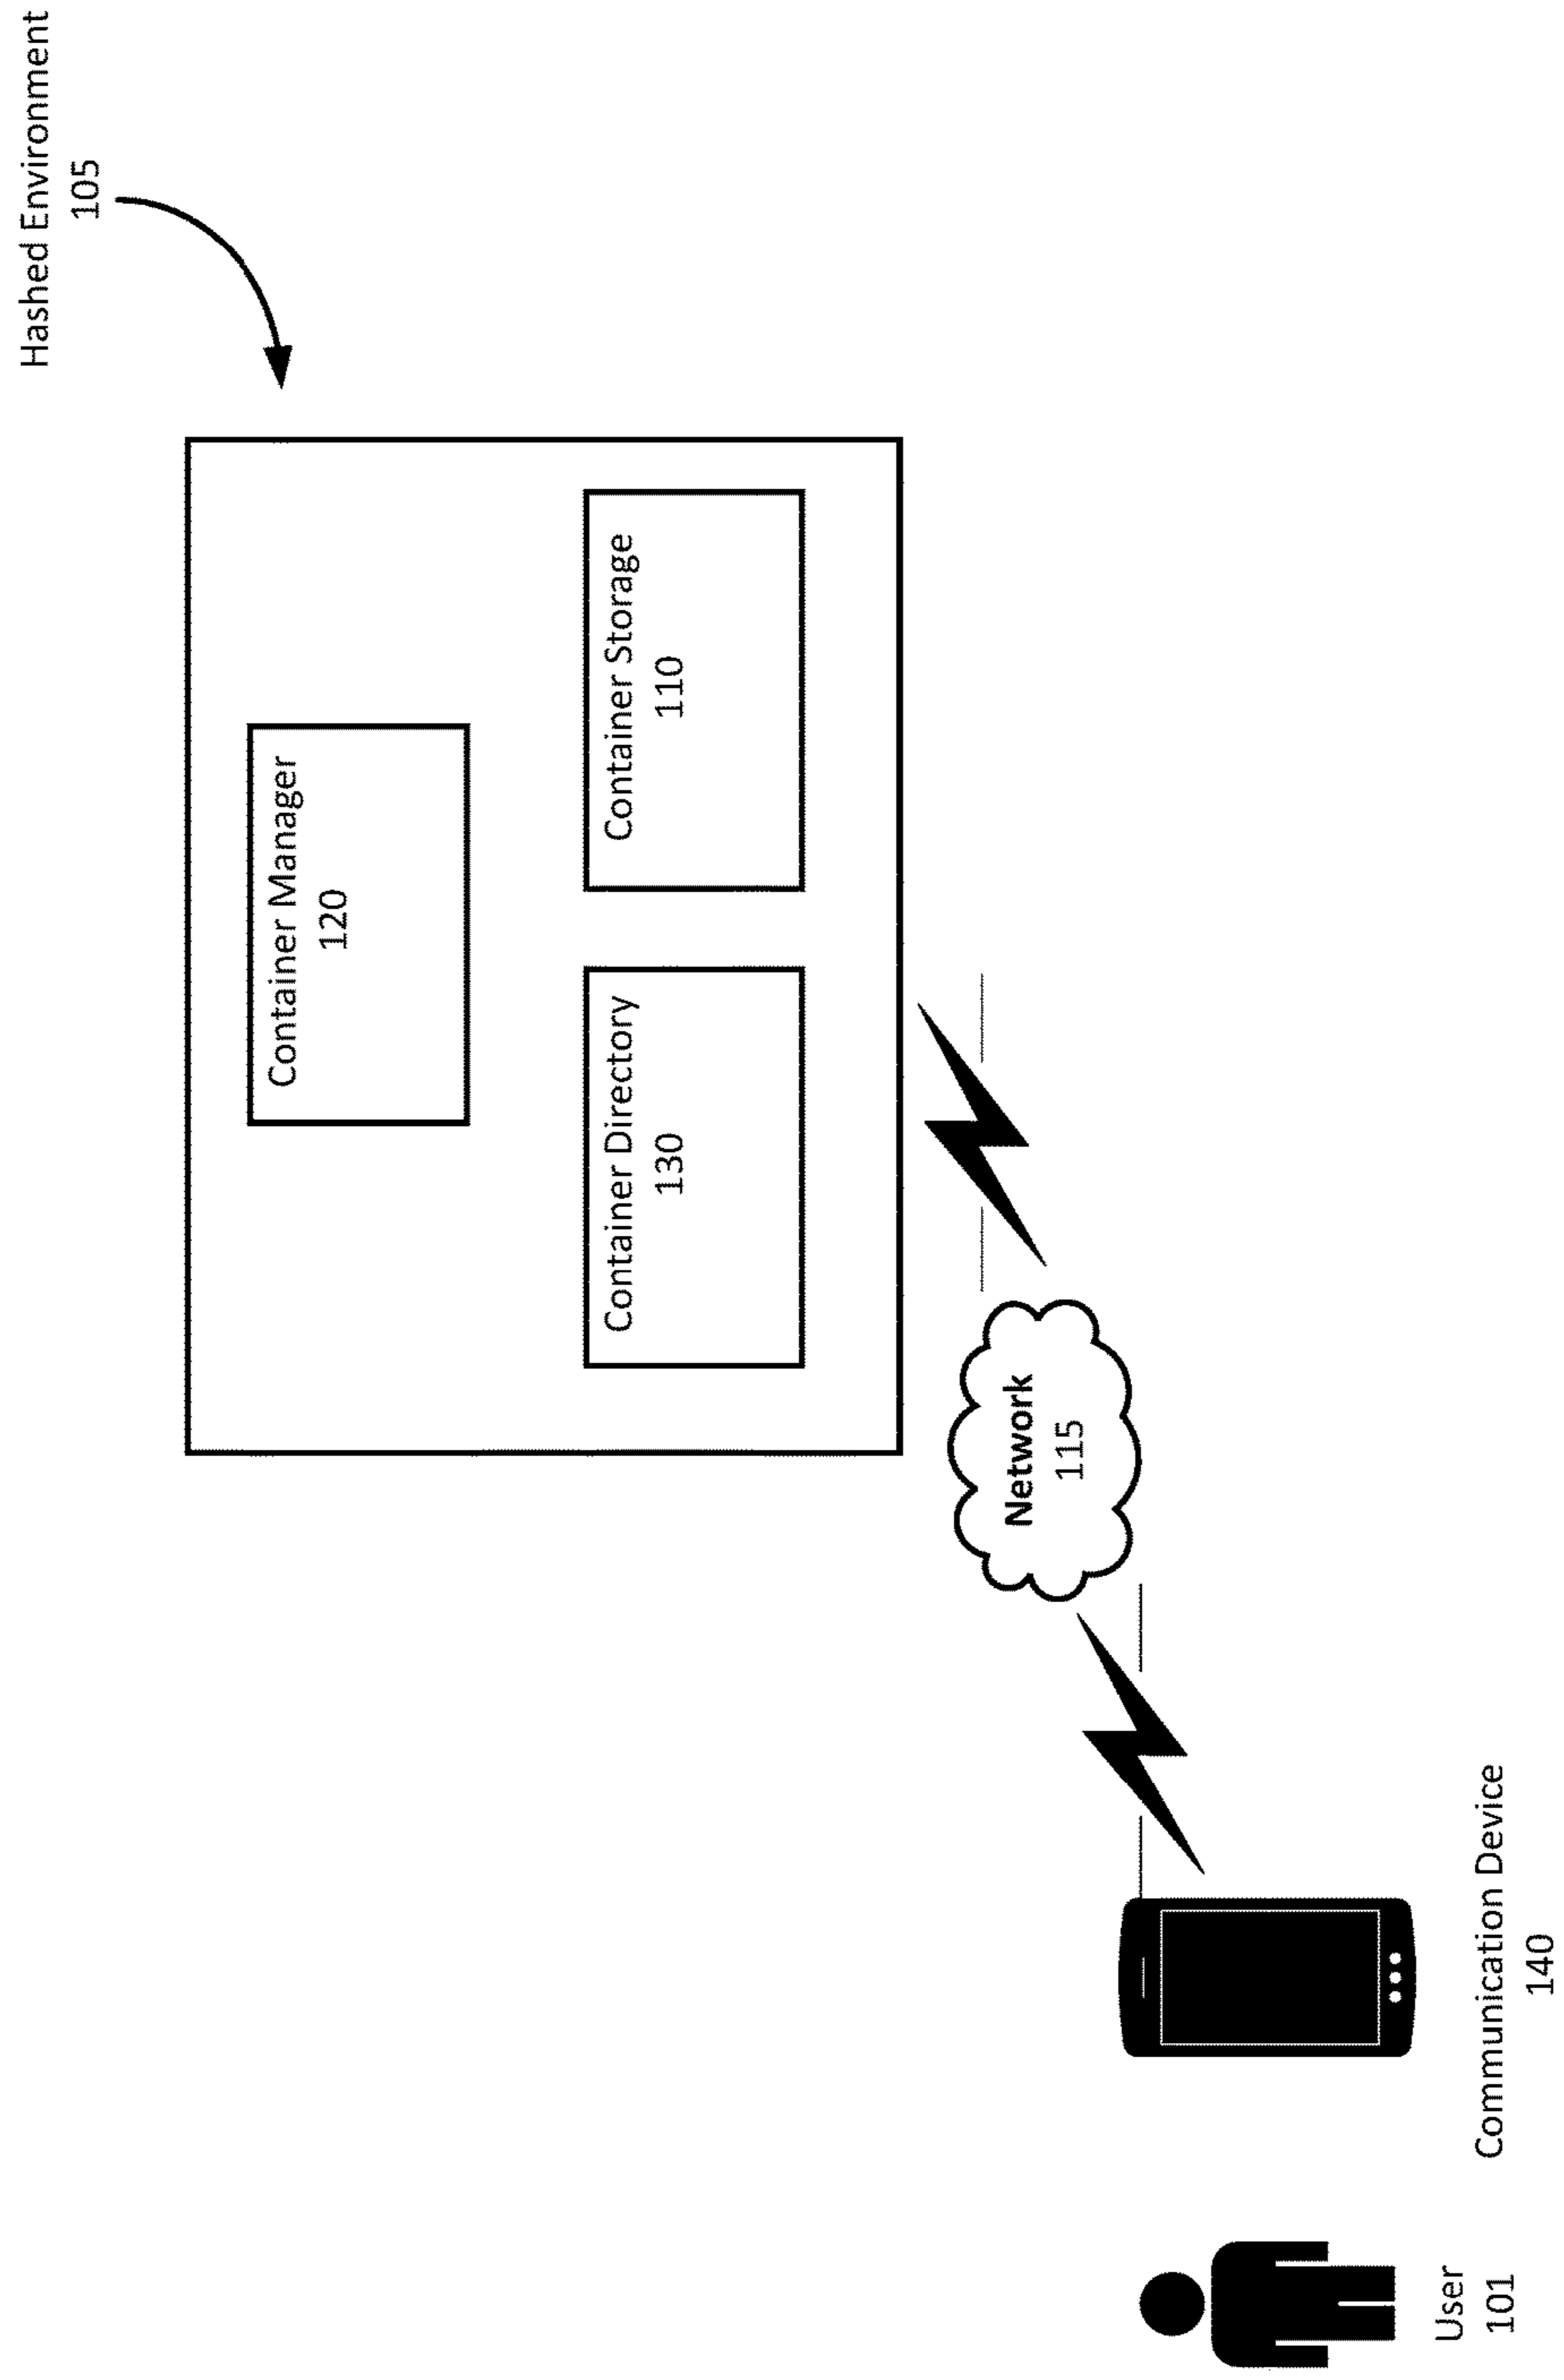 Hashed Environment
105
Container Manager
120
Container Directory
130
Container Storage
110
Network
115
Communication Device
140
User
101